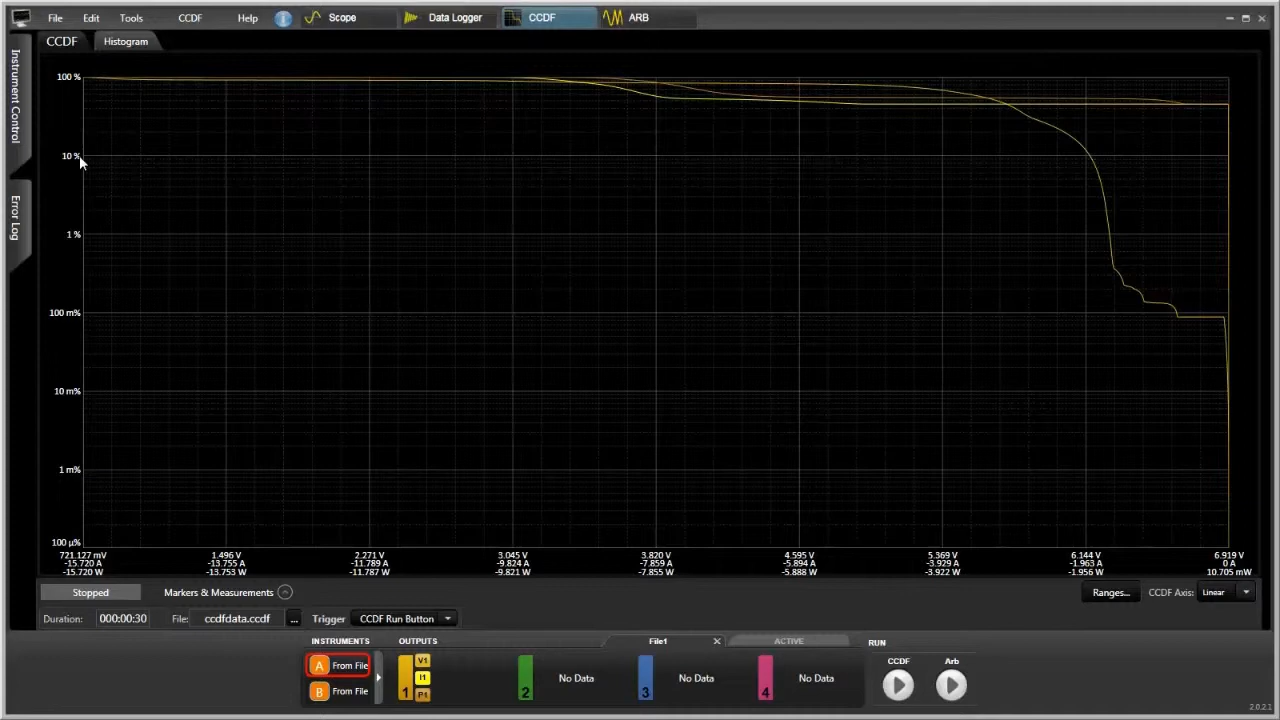 File Edit Tools CCDF Help Scope Data Logger CCDF ARB
CCDF Histogram
Instrument Control
Error Log
100 %
10 %
1 %
100 m%
10 m%
1 m%
100 µ%
721.127 mV 1.496 V 2.271 V 3.045 V 3.820 V 4.595 V 5.369 V 6.144 V 6.919 V
-15.720 A -13.755 A -11.789 A -9.824 A -7.859 A -5.894 A -3.929 A -1.963 A 0 A
-15.720 W -13.753 W -11.787 W -9.821 W -7.855 W -5.888 W -3.922 W -1.956 W 10.705 mW
Stopped Markers & Measurements Ranges... CCDF Axis: Linear
Duration: 000:00:30 File: ccdfdata.ccdf ... Trigger CCDF Run Button
INSTRUMENTS OUTPUTS File1 ACTIVE RUN
A From File
B From File
1 V1
I1
P1
2 No Data
3 No Data
4 No Data
CCDF Arb
2.0.2.1